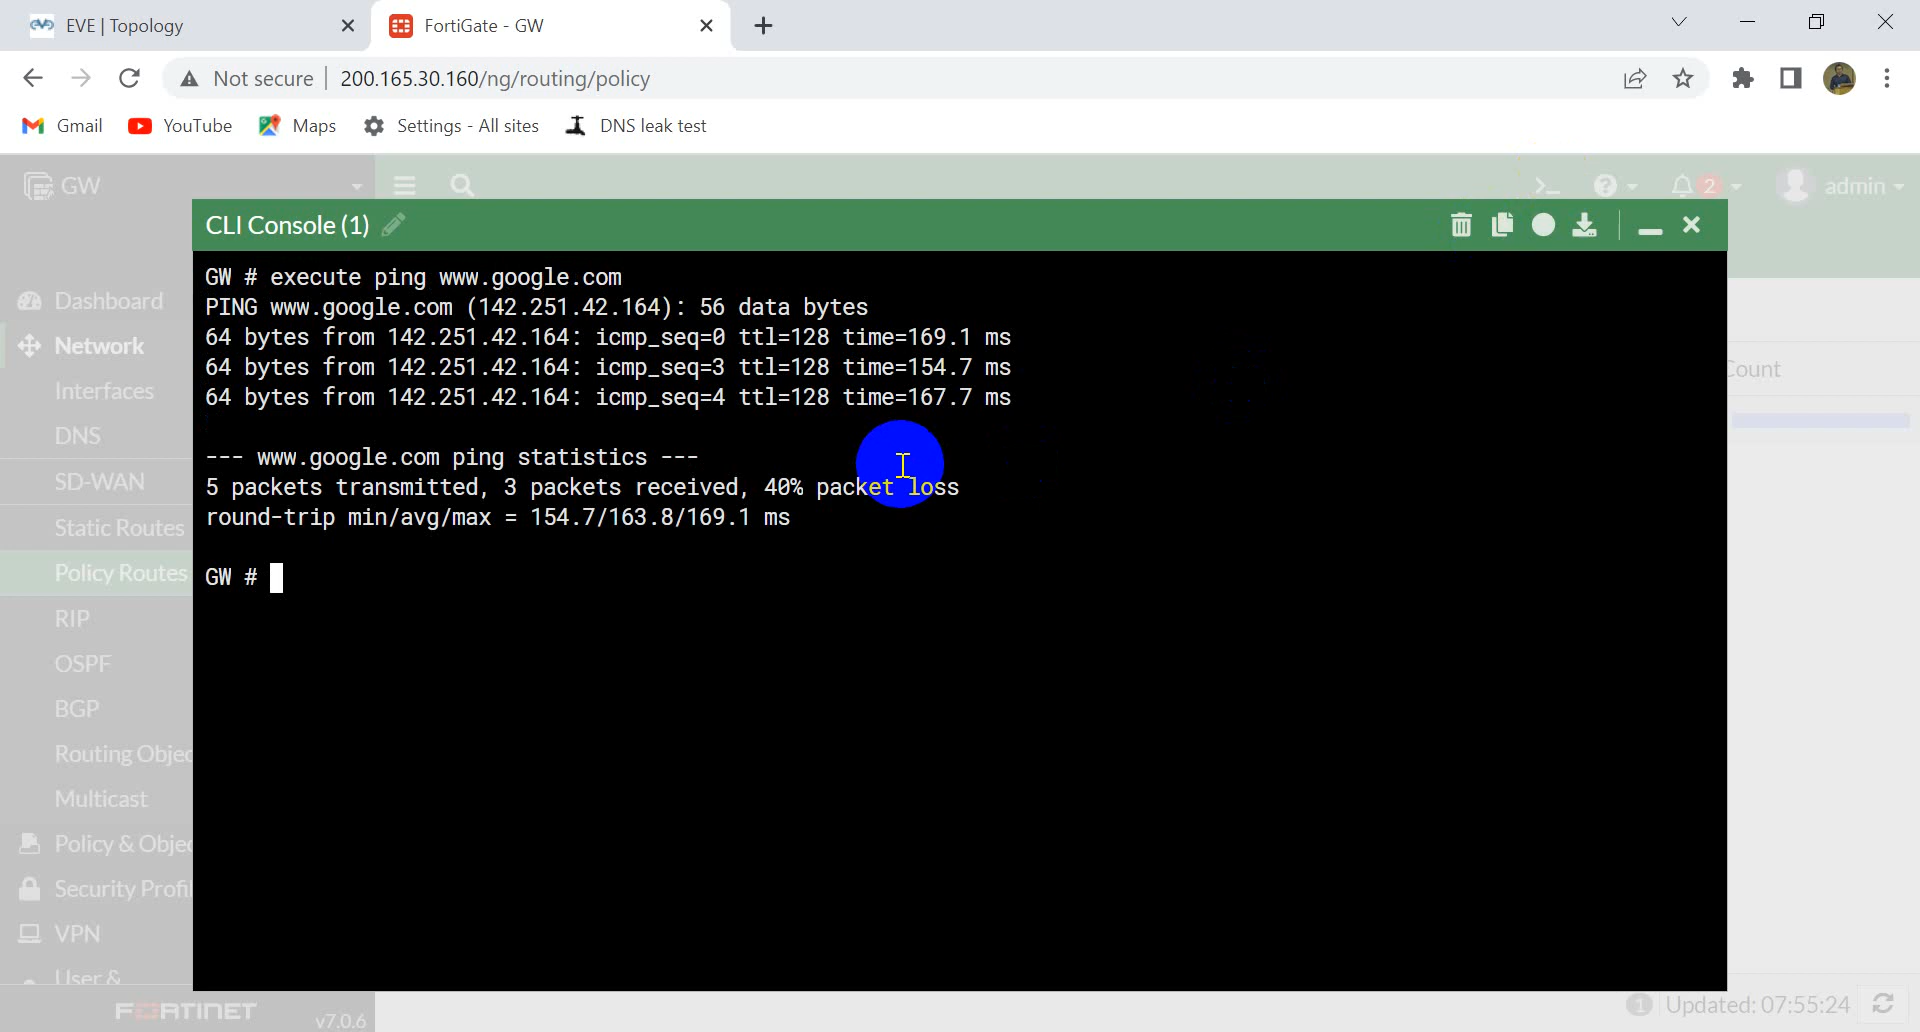 EVE | Topology
FortiGate - GW
Not secure
200.165.30.160/ng/routing/policy
Gmail
YouTube
Maps
Settings - All sites
DNS leak test
GW
2
admin
CLI Console (1)
GW # execute ping www.google.com
PING www.google.com (142.251.42.164): 56 data bytes
64 bytes from 142.251.42.164: icmp_seq=0 ttl=128 time=169.1 ms
64 bytes from 142.251.42.164: icmp_seq=3 ttl=128 time=154.7 ms
64 bytes from 142.251.42.164: icmp_seq=4 ttl=128 time=167.7 ms
--- www.google.com ping statistics ---
5 packets transmitted, 3 packets received, 40% packet loss
round-trip min/avg/max = 154.7/163.8/169.1 ms
GW #
Dashboard
Network
Interfaces
DNS
SD-WAN
Static Routes
Policy Routes
RIP
OSPF
BGP
Routing Objec
Multicast
Policy & Objec
Security Profil
VPN
User &
FORTINET
v7.0.6
Count
1
Updated: 07:55:24